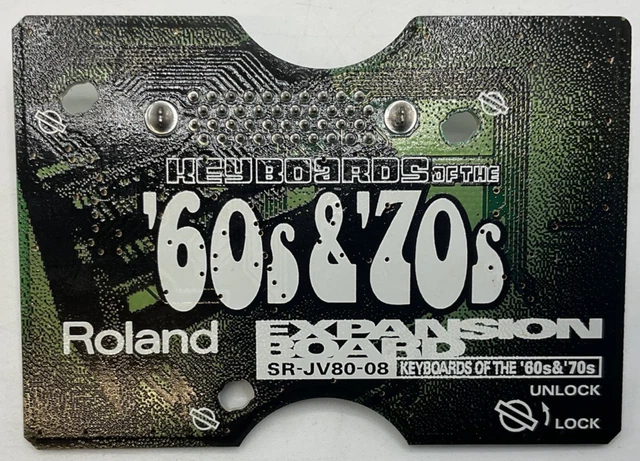 KEYBOARDS OF THE
'60s & '70s
Roland
EXPANSION
BOARD
SR-JV80-08 KEYBOARDS OF THE '60s&'70s
UNLOCK
LOCK